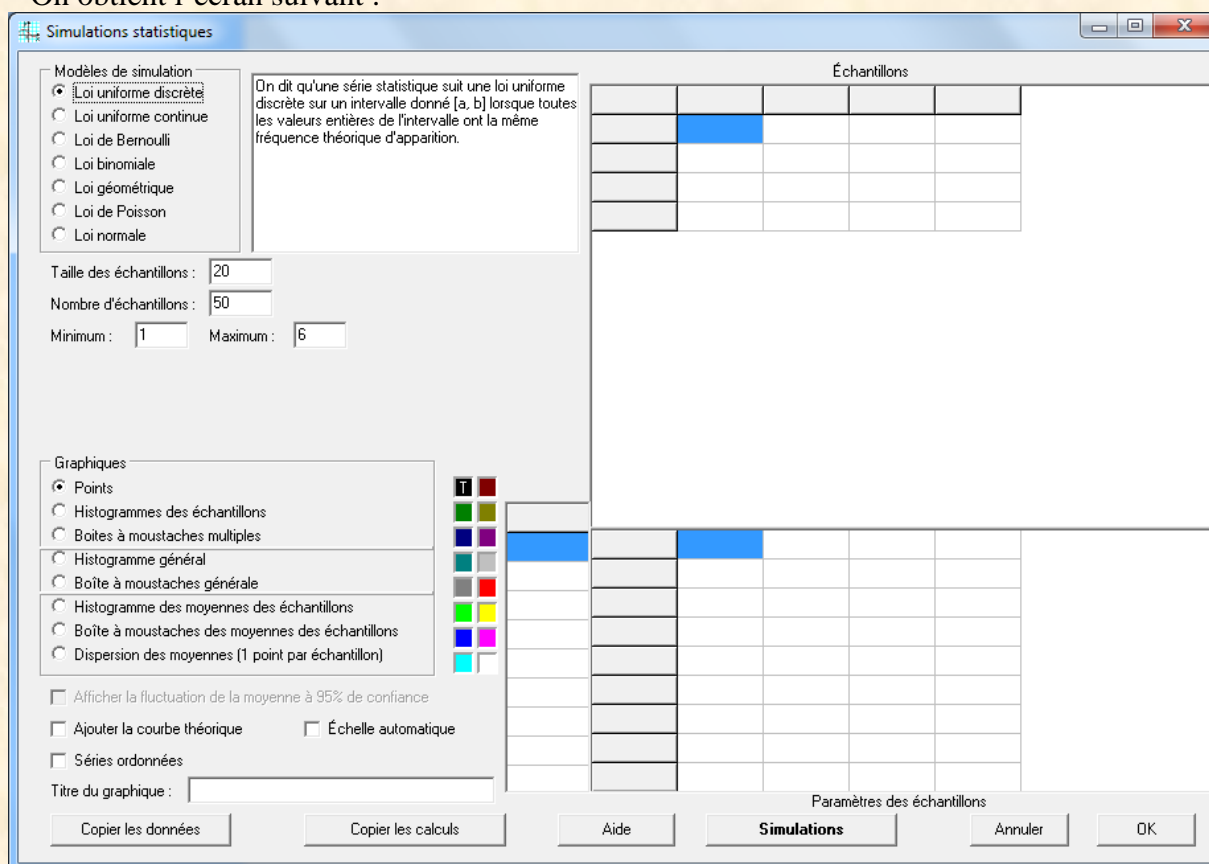 On obtient l'écran suivant :
Simulations statistiques
Modèles de simulation
Loi uniforme discrète
Loi uniforme continue
Loi de Bernoulli
Loi binomiale
Loi géométrique
Loi de Poisson
Loi normale
On dit qu'une série statistique suit une loi uniforme
discrète sur un intervalle donné [a, b] lorsque toutes
les valeurs entières de l'intervalle ont la même
fréquence théorique d'apparition.
Échantillons
Taille des échantillons : 20
Nombre d'échantillons : 50
Minimum : 1 Maximum : 6
Graphiques
Points
Histogrammes des échantillons
Boites à moustaches multiples
Histogramme général
Boîte à moustaches générale
Histogramme des moyennes des échantillons
Boîte à moustaches des moyennes des échantillons
Dispersion des moyennes (1 point par échantillon)
T
Afficher la fluctuation de la moyenne à 95% de confiance
Ajouter la courbe théorique Échelle automatique
Séries ordonnées
Titre du graphique :
Paramètres des échantillons
Copier les données Copier les calculs Aide Simulations Annuler OK